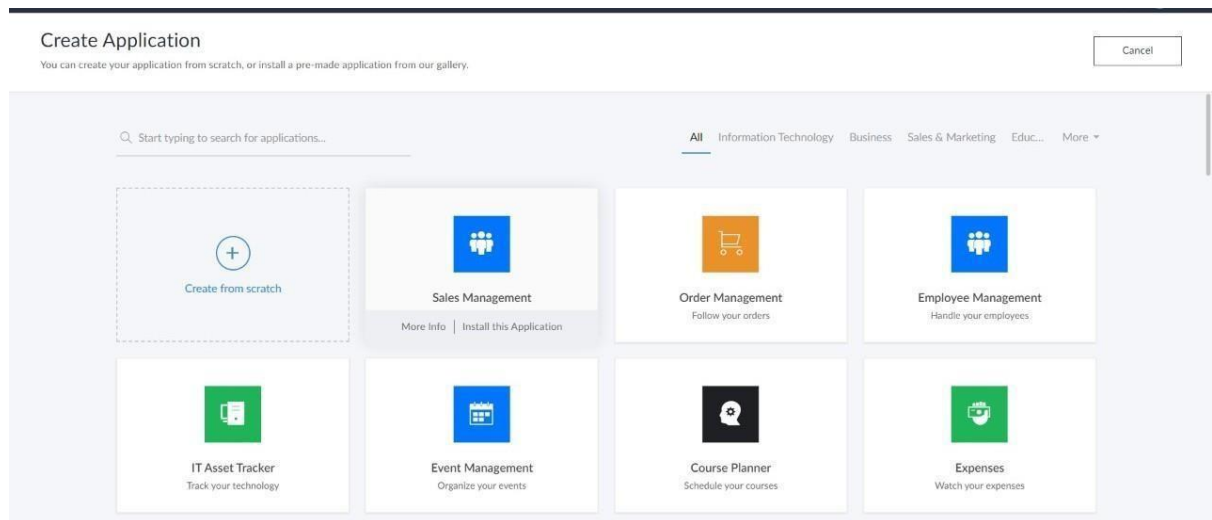 Create Application
Cancel
You can create your application from scratch, or install a pre-made application from our gallery.
Start typing to search for applications...
All Information Technology Business Sales & Marketing Educ... More
Create from scratch
Sales Management
More Info | Install this Application
Order Management
Follow your orders
Employee Management
Handle your employees
IT Asset Tracker
Track your technology
Event Management
Organize your events
Course Planner
Schedule your courses
Expenses
Watch your expenses